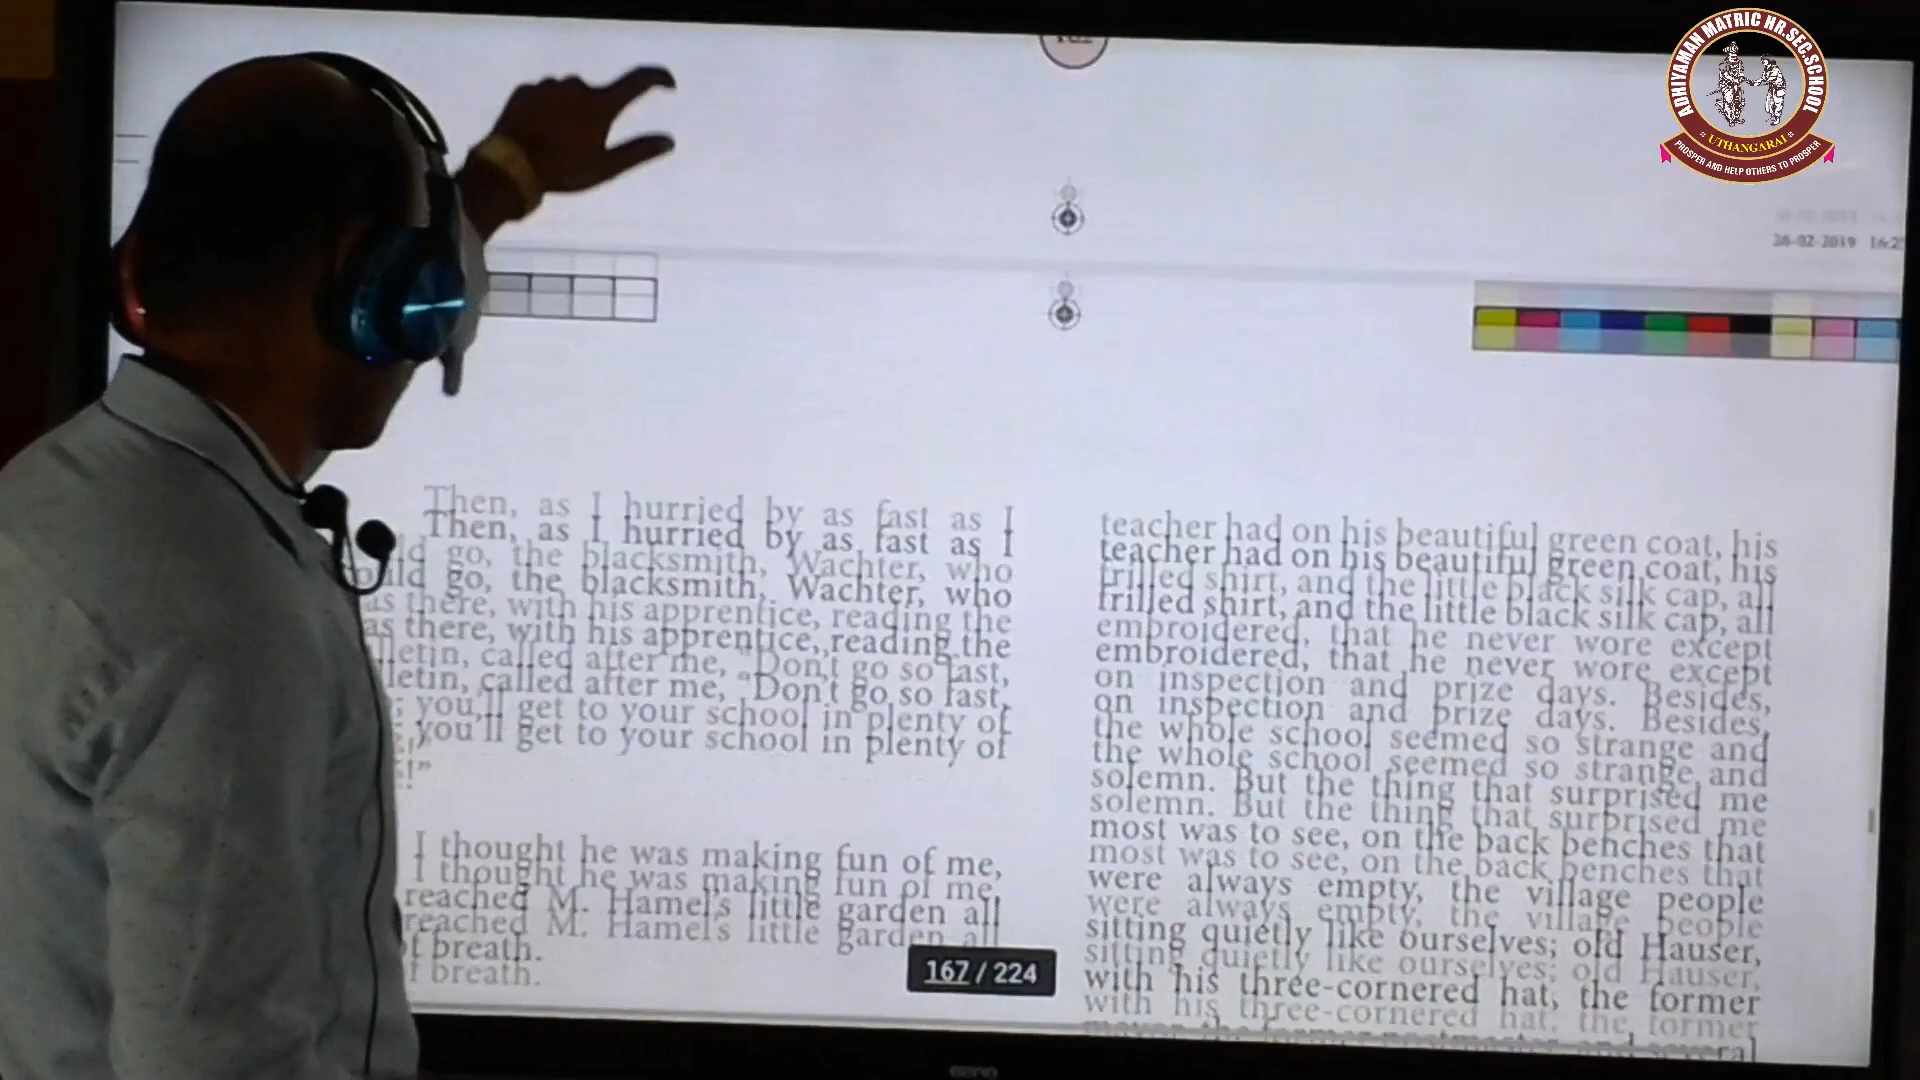 ADHIYAMAN MATRIC HR.SEC.SCHOOL
UTHANGARAI
PROSPER AND HELP OTHERS TO PROSPER
26-02-2019
Then, as I hurried by as fast as I
go, the blacksmith, Wachter, who
there, with his apprentice, reading the
called after me, "Don't go so fast,
you'll get to your school in plenty of
I thought he was making fun of me,
reached M. Hamel's little garden all
breath.
teacher had on his beautiful green coat, his
frilled shirt, and the little black silk cap, all
embroidered, that he never wore except
on inspection and prize days. Besides,
the whole school seemed so strange and
solemn. But the thing that surprised me
most was to see, on the back benches that
were always empty, the village people
sitting quietly like ourselves; old Hauser,
with his three-cornered hat, the former
167 / 224